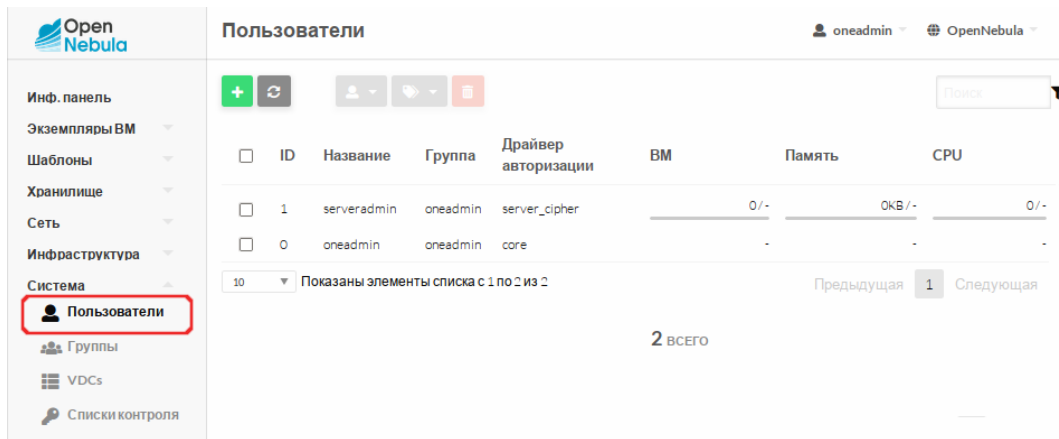 Open Nebula
Пользователи
oneadmin
OpenNebula
Инф. панель
Экземпляры ВМ
Шаблоны
Хранилище
Сеть
Инфраструктура
Система
Пользователи
Группы
VDCs
Списки контроля
Поиск
ID Название Группа Драйвер авторизации ВМ Память CPU
1 serveradmin oneadmin server_cipher 0 / - 0KB / - 0 / -
0 oneadmin oneadmin core - - -
10 Показаны элементы списка с 1 по 2 из 2
Предыдущая 1 Следующая
2 ВСЕГО